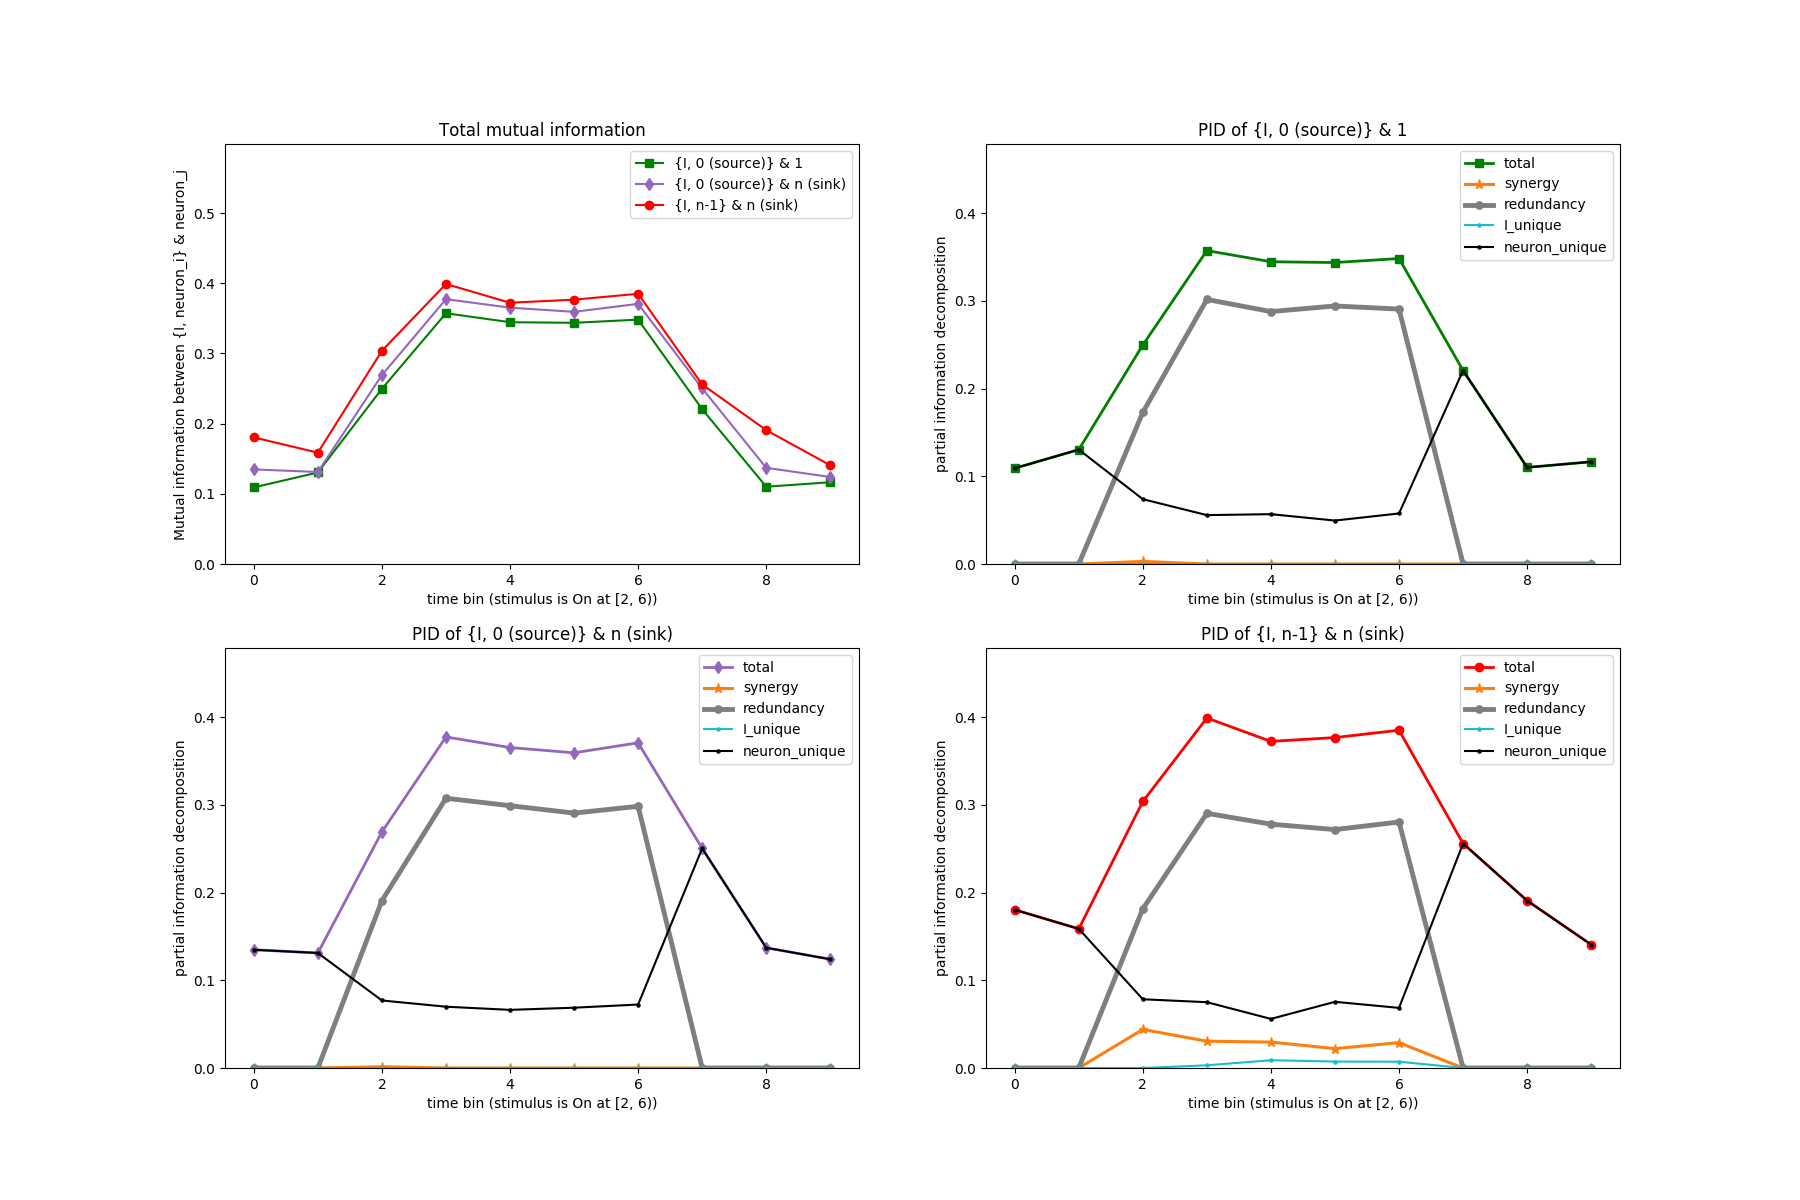 Total mutual information
Mutual information between {I, neuron_i} & neuron_j
0.5
0.4
0.3
0.2
0.1
0.0
{I, 0 (source)} & 1
{I, 0 (source)} & n (sink)
{I, n-1} & n (sink)
0 2 4 6 8
time bin (stimulus is On at [2, 6))
PID of {I, 0 (source)} & 1
partial information decomposition
0.4
0.3
0.2
0.1
0.0
total
synergy
redundancy
I_unique
neuron_unique
0 2 4 6 8
time bin (stimulus is On at [2, 6))
PID of {I, 0 (source)} & n (sink)
partial information decomposition
0.4
0.3
0.2
0.1
0.0
total
synergy
redundancy
I_unique
neuron_unique
0 2 4 6 8
time bin (stimulus is On at [2, 6))
PID of {I, n-1} & n (sink)
partial information decomposition
0.4
0.3
0.2
0.1
0.0
total
synergy
redundancy
I_unique
neuron_unique
0 2 4 6 8
time bin (stimulus is On at [2, 6))